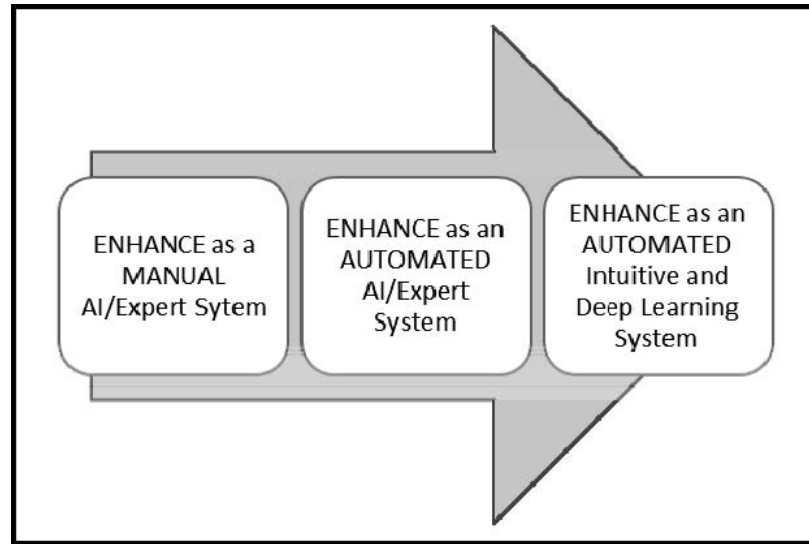 ENHANCE as a
MANUAL
AI/Expert Sytem
ENHANCE as an
AUTOMATED
AI/Expert
System
ENHANCE as an
AUTOMATED
Intuitive and
Deep Learning
System